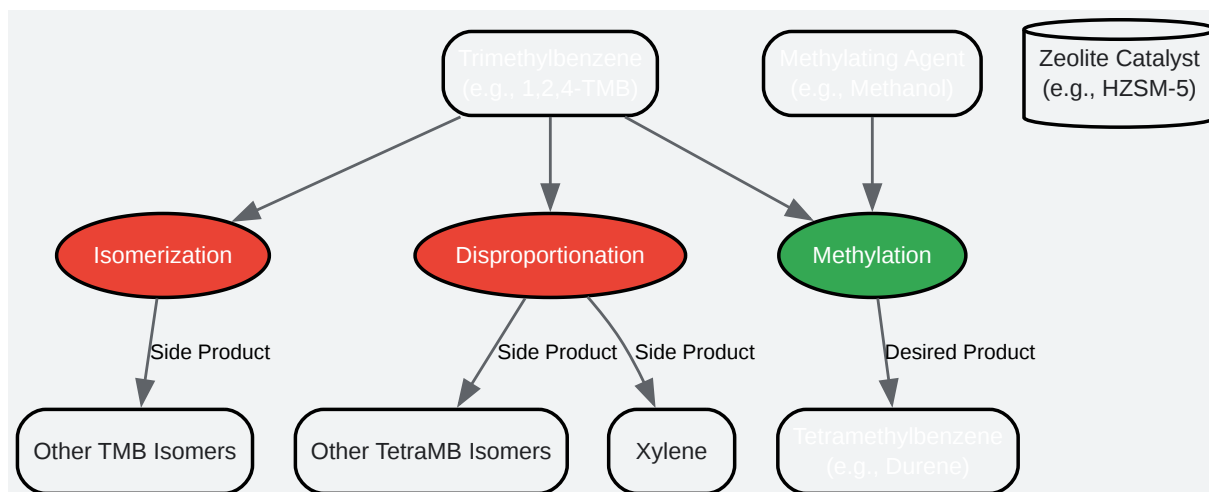 Trimethylbenzene
(e.g., 1,2,4-TMB)
Methylating Agent
(e.g., Methanol)
Zeolite Catalyst
(e.g., HZSM-5)
Isomerization
Disproportionation
Methylation
Side Product
Side Product
Side Product
Desired Product
Other TMB Isomers
Other TetraMB Isomers
Xylene
Tetramethylbenzene
(e.g., Durene)